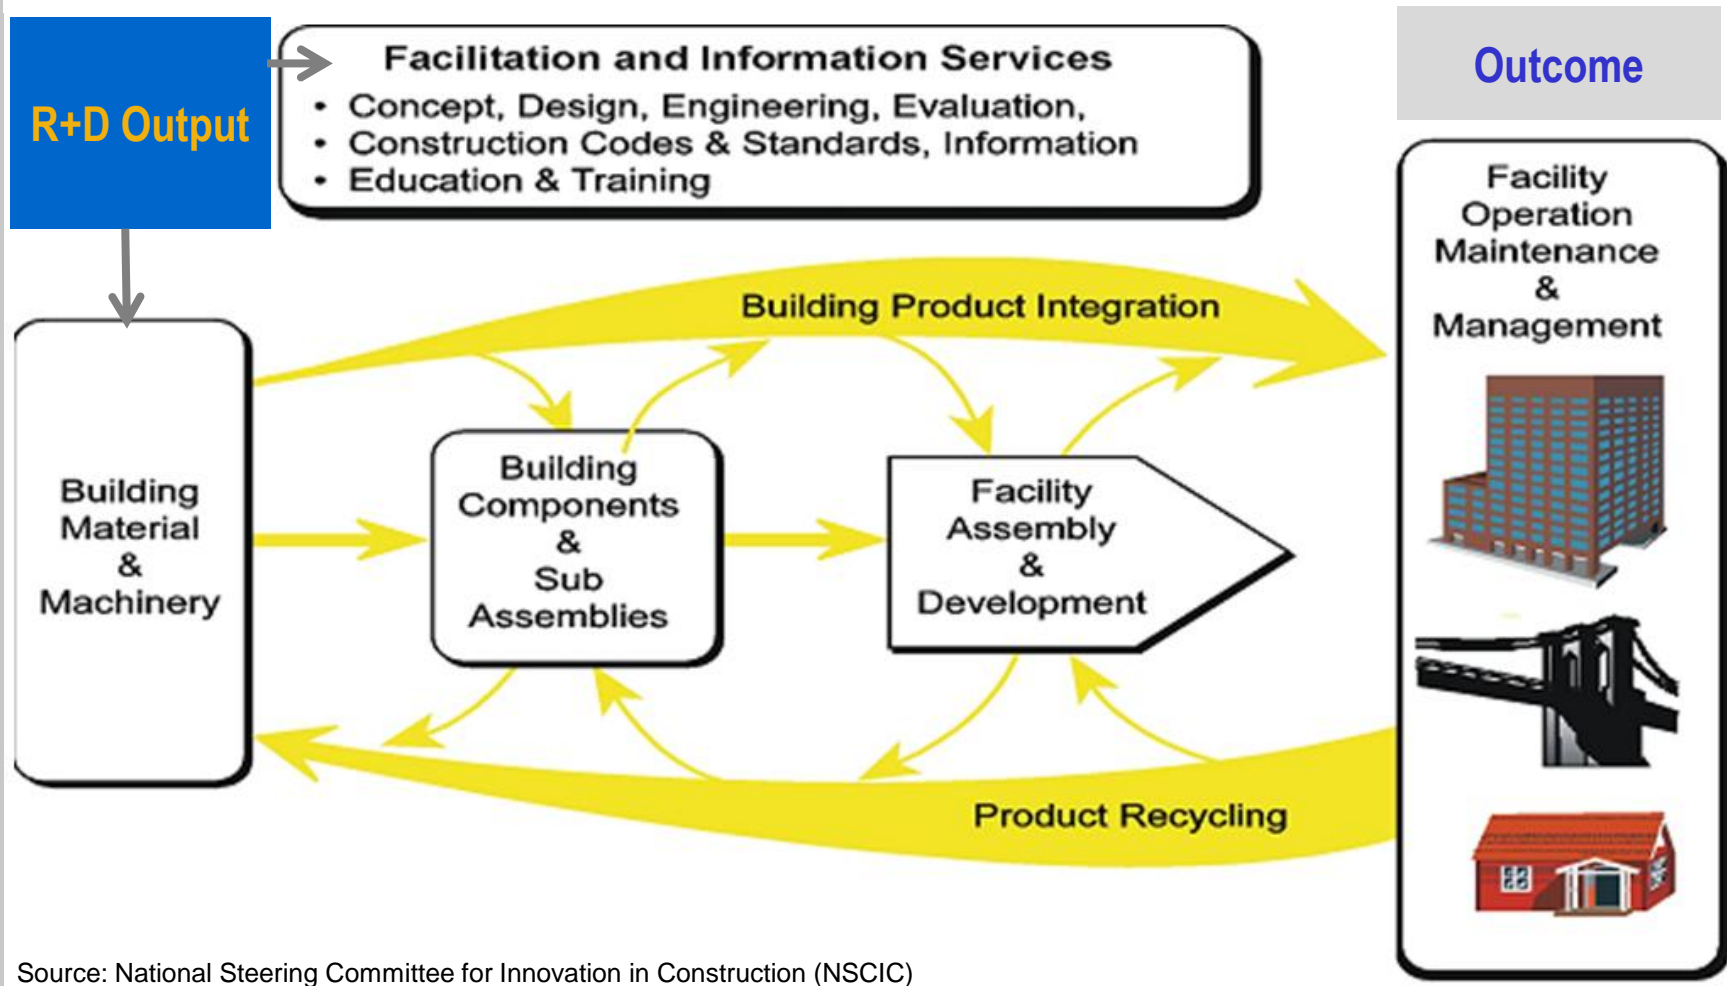 R+D Output
Facilitation and Information Services
• Concept, Design, Engineering, Evaluation,
• Construction Codes & Standards, Information
• Education & Training
Outcome
Facility
Operation
Maintenance
&
Management
Building Product Integration
Building
Material
&
Machinery
Building
Components
&
Sub
Assemblies
Facility
Assembly
&
Development
Product Recycling
Source: National Steering Committee for Innovation in Construction (NSCIC)